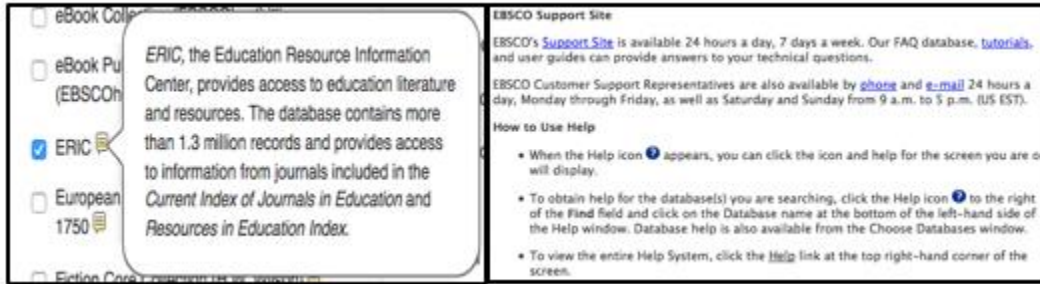 eBook
ERIC, the Education Resource Information
eBook Pu
Center, provides access to education literature
(EBSCOh
and resources. The database contains more
ERIC
than 1.3 million records and provides access
to information from journals included in the
European
Current Index of Journals in Education and
1750
Resources in Education Index.
EBSCO Support Site
EBSCO's Support Site is available 24 hours a day, 7 days a week. Our FAQ database, tutorials,
and user guides can provide answers to your technical questions.
EBSCO Customer Support Representatives are also available by phone and e-mail 24 hours a
day, Monday through Friday, as well as Saturday and Sunday from 9 a.m. to 5 p.m. (US EST).
How to Use Help
• When the Help icon ? appears, you can click the icon and help for the screen you are o
will display.
• To obtain help for the database(s) you are searching, click the Help icon ? to the right
of the Find field and click on the Database name at the bottom of the left-hand side of
the Help window. Database help is also available from the Choose Databases window.
• To view the entire Help System, click the Help link at the top right-hand corner of the
screen.